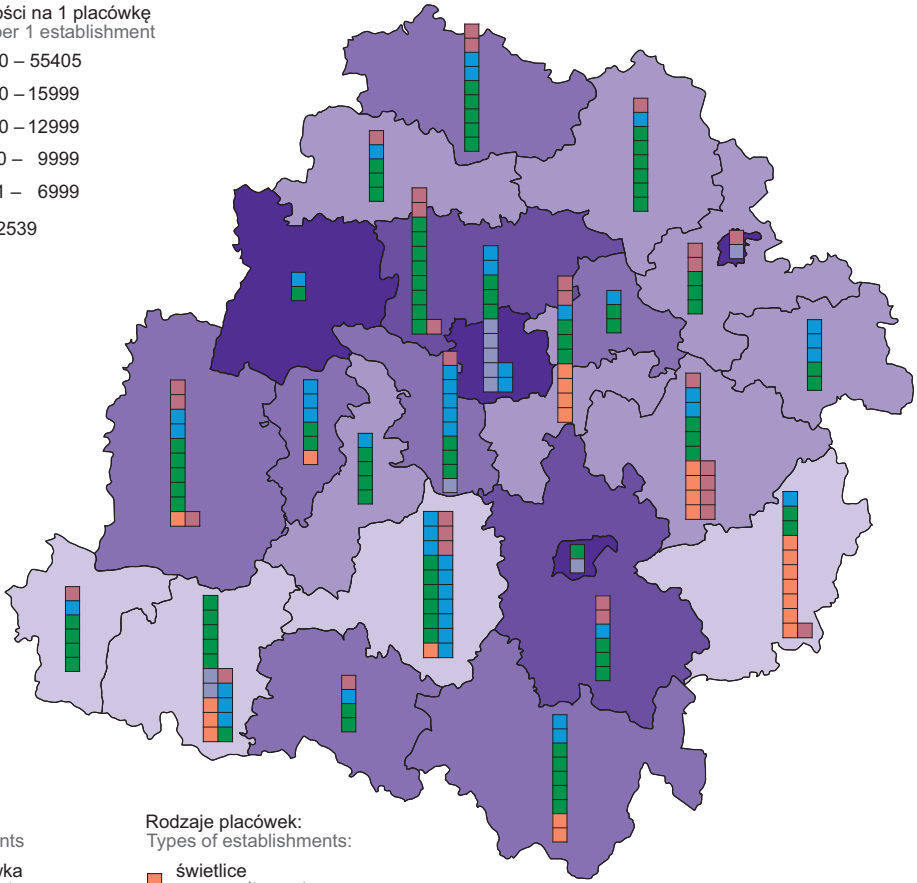 ości na 1 placówkę
per 1 establishment
0 – 55405
0 – 15999
0 – 12999
0 – 9999
1 – 6999
2539
Rodzaje placówek:
nts
Types of establishments:
świetlice